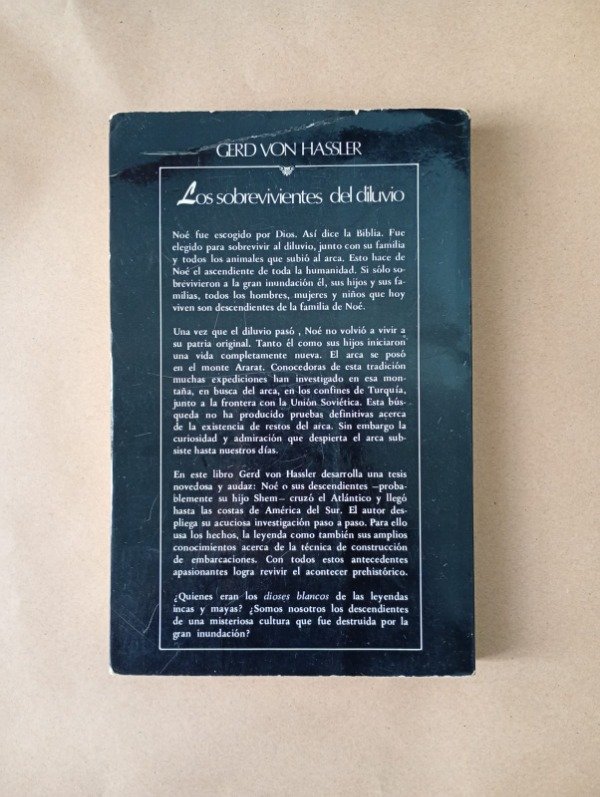 GERD VON HASSLER
Los sobrevivientes del diluvio
Noé fue escogido por Dios. Así dice la Biblia. Fue
elegido para sobrevivir al diluvio, junto con su familia
y todos los animales que subió al arca. Esto hace de
Noé el ascendiente de toda la humanidad. Si sólo so-
brevivieron a la gran inundación él, sus hijos y sus fa-
milias, todos los hombres, mujeres y niños que hoy
viven son descendientes de la familia de Noé.
Una vez que el diluvio pasó , Noé no volvió a vivir a
su patria original. Tanto él como sus hijos iniciaron
una vida completamente nueva. El arca se posó
en el monte Ararat. Conocedoras de esta tradición
muchas expediciones han investigado en esa mon-
taña, en busca del arca, en los confines de Turquía,
junto a la frontera con la Unión Soviética. Esta bús-
queda no ha producido pruebas definitivas acerca
de la existencia de restos del arca. Sin embargo la
curiosidad y admiración que despierta el arca sub-
siste hasta nuestros días.
En este libro Gerd von Hassler desarrolla una tesis
novedosa y audaz: Noé o sus descendientes —proba-
blemente su hijo Shem— cruzó el Atlántico y llegó
hasta las costas de América del Sur. El autor des-
pliega su acuciosa investigación paso a paso. Para ello
usa los hechos, la leyenda como también sus amplios
conocimientos acerca de la técnica de construcción
de embarcaciones. Con todos estos antecedentes
apasionantes logra revivir el acontecer prehistórico.
¿Quienes eran los dioses blancos de las leyendas
incas y mayas? ¿Somos nosotros los descendientes
de una misteriosa cultura que fue destruida por la
gran inundación?